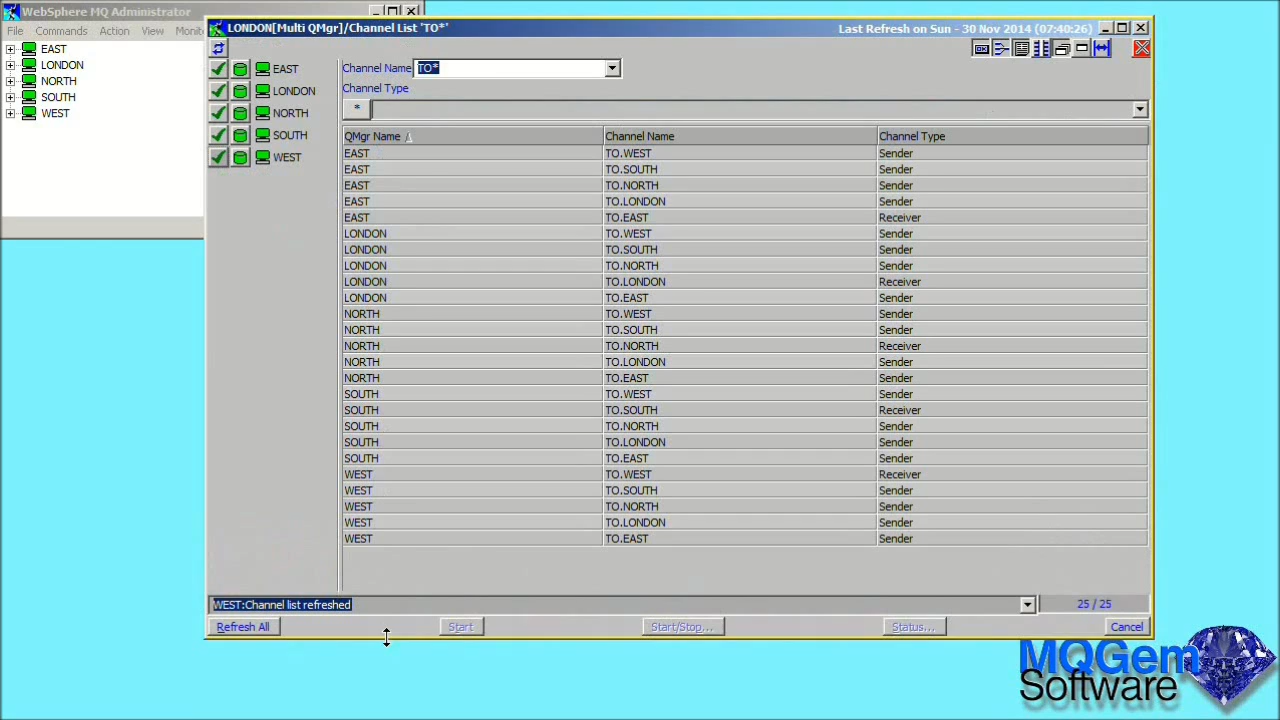 WebSphere MQ Administrator
File Commands Action View
EAST
LONDON
NORTH
SOUTH
WEST
LONDON[Multi QMgr]/Channel List 'TO*'
Last Refresh on Sun - 30 Nov 2014 (07:40:26)
EAST
LONDON
NORTH
SOUTH
WEST
Channel Name TO*
Channel Type
*
QMgr Name Channel Name Channel Type
EAST TO.WEST Sender
EAST TO.SOUTH Sender
EAST TO.NORTH Sender
EAST TO.LONDON Sender
EAST TO.EAST Receiver
LONDON TO.WEST Sender
LONDON TO.SOUTH Sender
LONDON TO.NORTH Sender
LONDON TO.LONDON Receiver
LONDON TO.EAST Sender
NORTH TO.WEST Sender
NORTH TO.SOUTH Sender
NORTH TO.NORTH Receiver
NORTH TO.LONDON Sender
NORTH TO.EAST Sender
SOUTH TO.WEST Sender
SOUTH TO.SOUTH Receiver
SOUTH TO.NORTH Sender
SOUTH TO.LONDON Sender
SOUTH TO.EAST Sender
WEST TO.WEST Receiver
WEST TO.SOUTH Sender
WEST TO.NORTH Sender
WEST TO.LONDON Sender
WEST TO.EAST Sender
WEST:Channel list refreshed 25 / 25
Refresh All Start Start/Stop... Status... Cancel
MQGem
Software